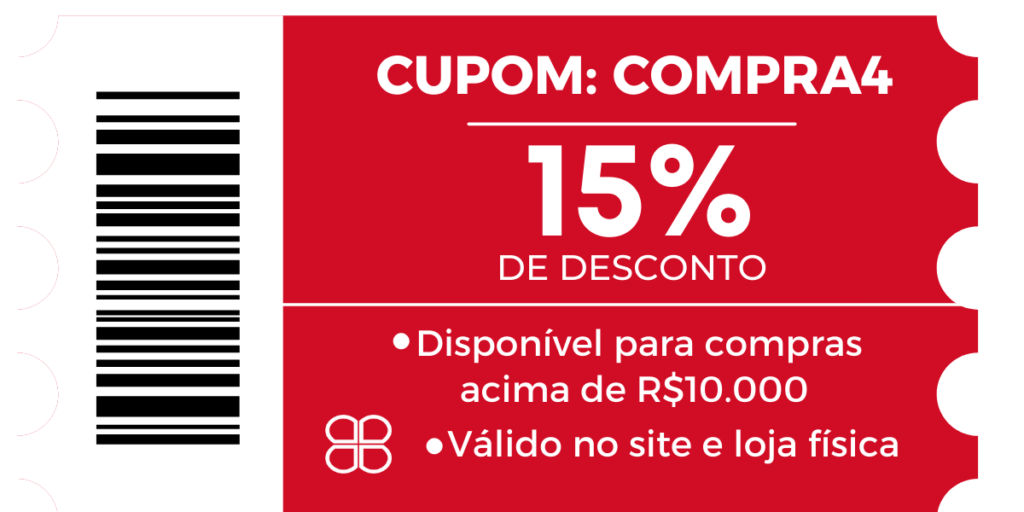 CUPOM: COMPRA4
15%
DE DESCONTO
•Disponível para compras
acima de R$10.000
•Válido no site e loja física